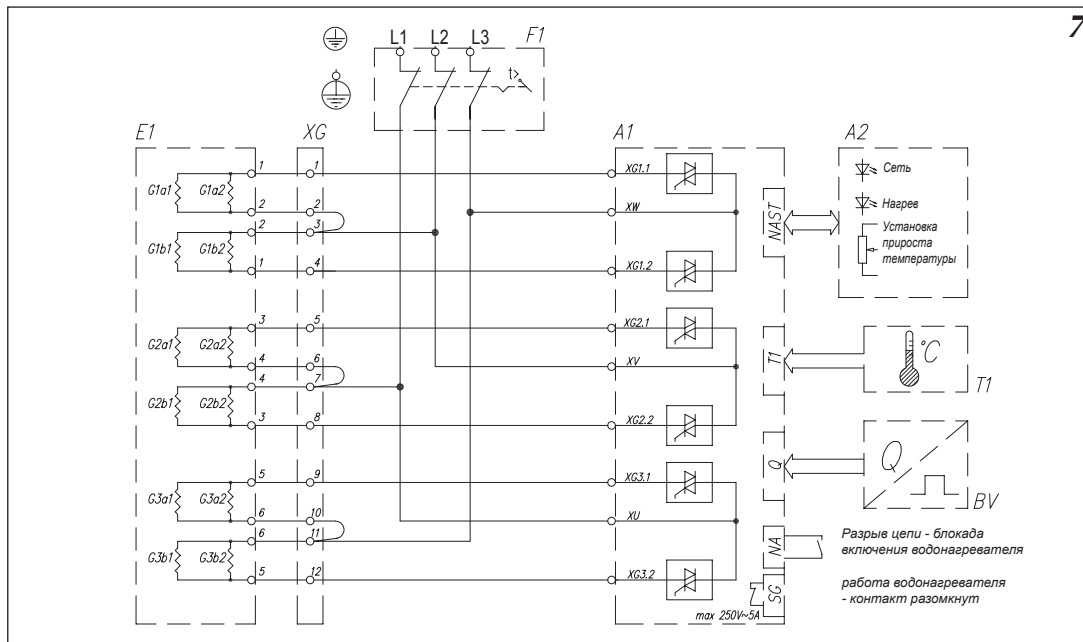 7
L1 L2 L3 F1
t>
E1 XG A1 A2
1 1 XG1.1
G1a1 G1a2
2 2 XW
2 3
G1b1 G1b2
1 4 XG1.2
NAST
Сеть
Нагрев
Установка
прироста
температуры
3 5 XG2.1
G2a1 G2a2
4 6 XV
4 7
G2b1 G2b2
3 8 XG2.2
T1
°C
T1
5 9 XG3.1
G3a1 G3a2
6 10 XU
6 11
G3b1 G3b2
5 12 XG3.2
Q
Q
BV
NA
Разрыв цепи - блокада
включения водонагревателя
SG
работа водонагревателя
- контакт разомкнут
max 250V~5A